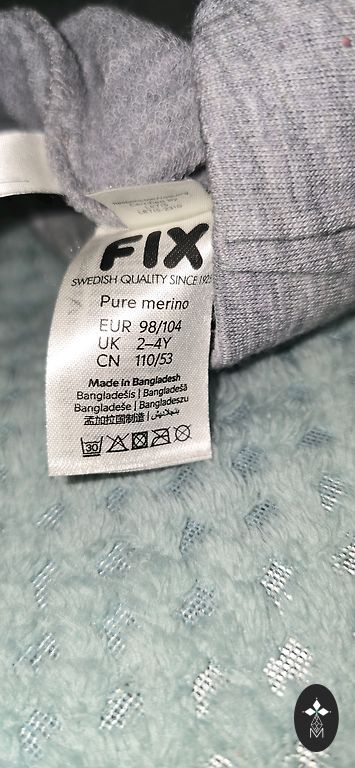 FIX
SWEDISH QUALITY SINCE 1925
Pure merino
EUR 98/104
UK 2–4Y
CN 110/53
Made in Bangladesh
Bangladešis | Bangladešā
Bangladeše | Bangladeszu
孟加拉国制造 | بنجلاديش
30
M